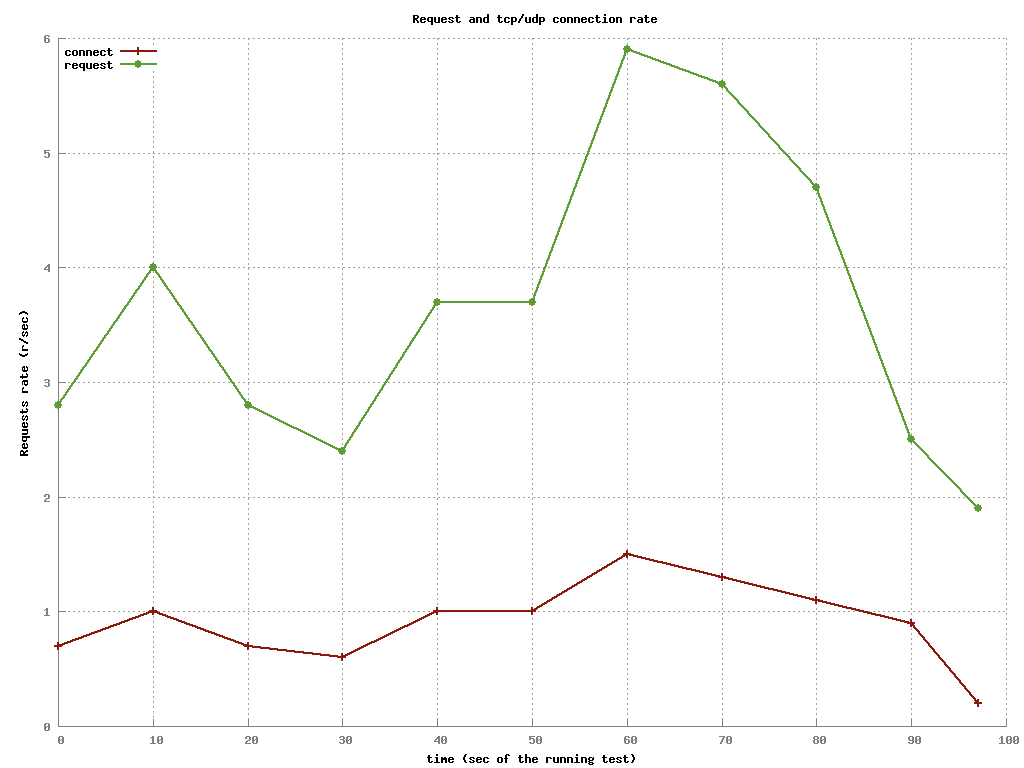 Request and tcp/udp connection rate
6
connect
request
5
4
3
2
1
0
Requests rate (r/sec)
0 10 20 30 40 50 60 70 80 90 100
time (sec of the running test)